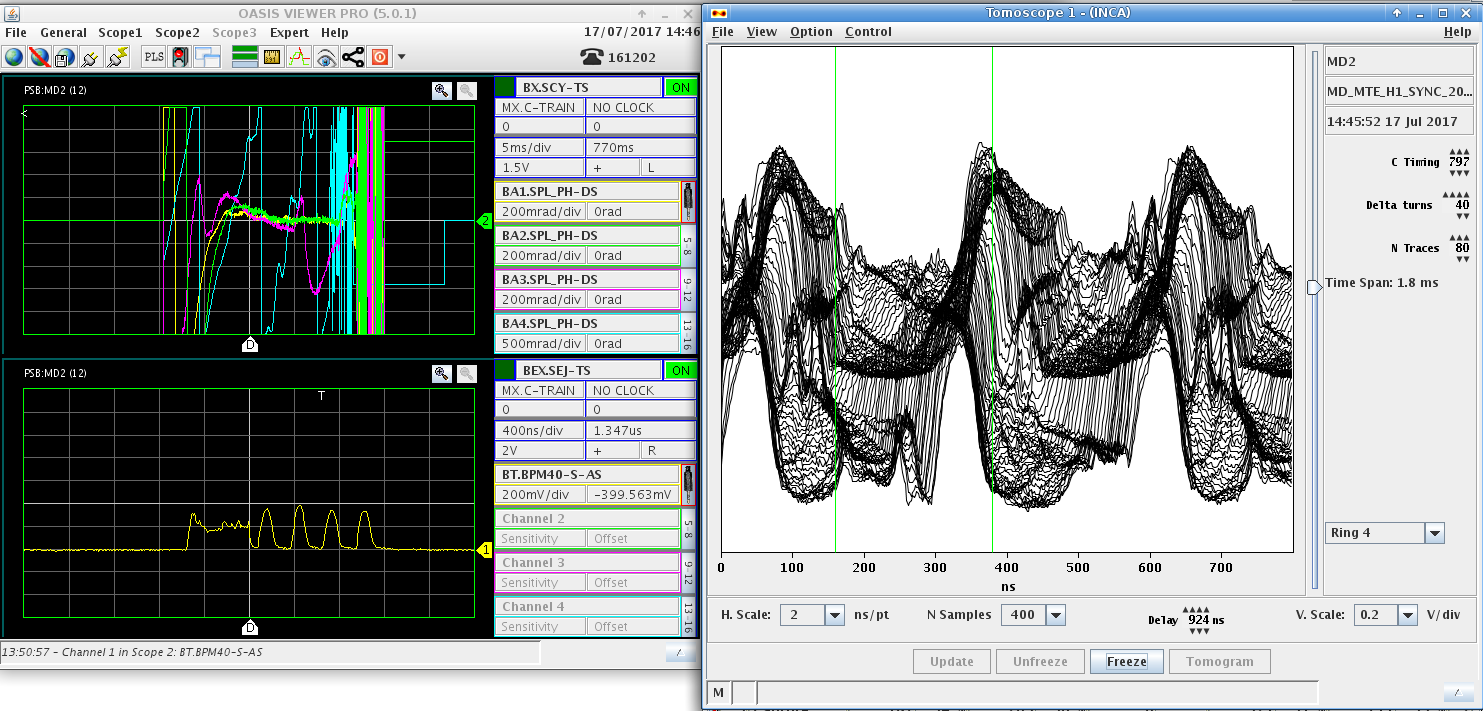 OASIS VIEWER PRO (5.0.1)
File General Scope1 Scope2 Scope3 Expert Help
17/07/2017 14:46
PLS
161202
PSB:MD2 (12)
<
2
D
BX.SCY-TS ON
MX.C-TRAIN NO CLOCK
0 0
5ms/div 770ms
1.5V + L
BA1.SPL_PH-DS
200mrad/div 0rad
BA2.SPL_PH-DS
200mrad/div 0rad
5-8
BA3.SPL_PH-DS
200mrad/div 0rad
9-12
BA4.SPL_PH-DS
500mrad/div 0rad
13-16
PSB:MD2 (12)
T
1
D
BEX.SEJ-TS ON
MX.C-TRAIN NO CLOCK
0 0
400ns/div 1.347us
2V + R
BT.BPM40-S-AS
200mV/div -399.563mV
Channel 2
Sensitivity Offset
5-8
Channel 3
Sensitivity Offset
9-12
Channel 4
Sensitivity Offset
13-16
13:50:57 - Channel 1 in Scope 2: BT.BPM40-S-AS
Tomoscope 1 - (INCA)
File View Option Control Help
0 100 200 300 400 500 600 700
ns
MD2
MD_MTE_H1_SYNC_20...
14:45:52 17 Jul 2017
C Timing 797
Delta turns 40
N Traces 80
Time Span: 1.8 ms
Ring 4
H. Scale: 2 ns/pt N Samples 400 Delay 924 ns V. Scale: 0.2 V/div
Update Unfreeze Freeze Tomogram
M